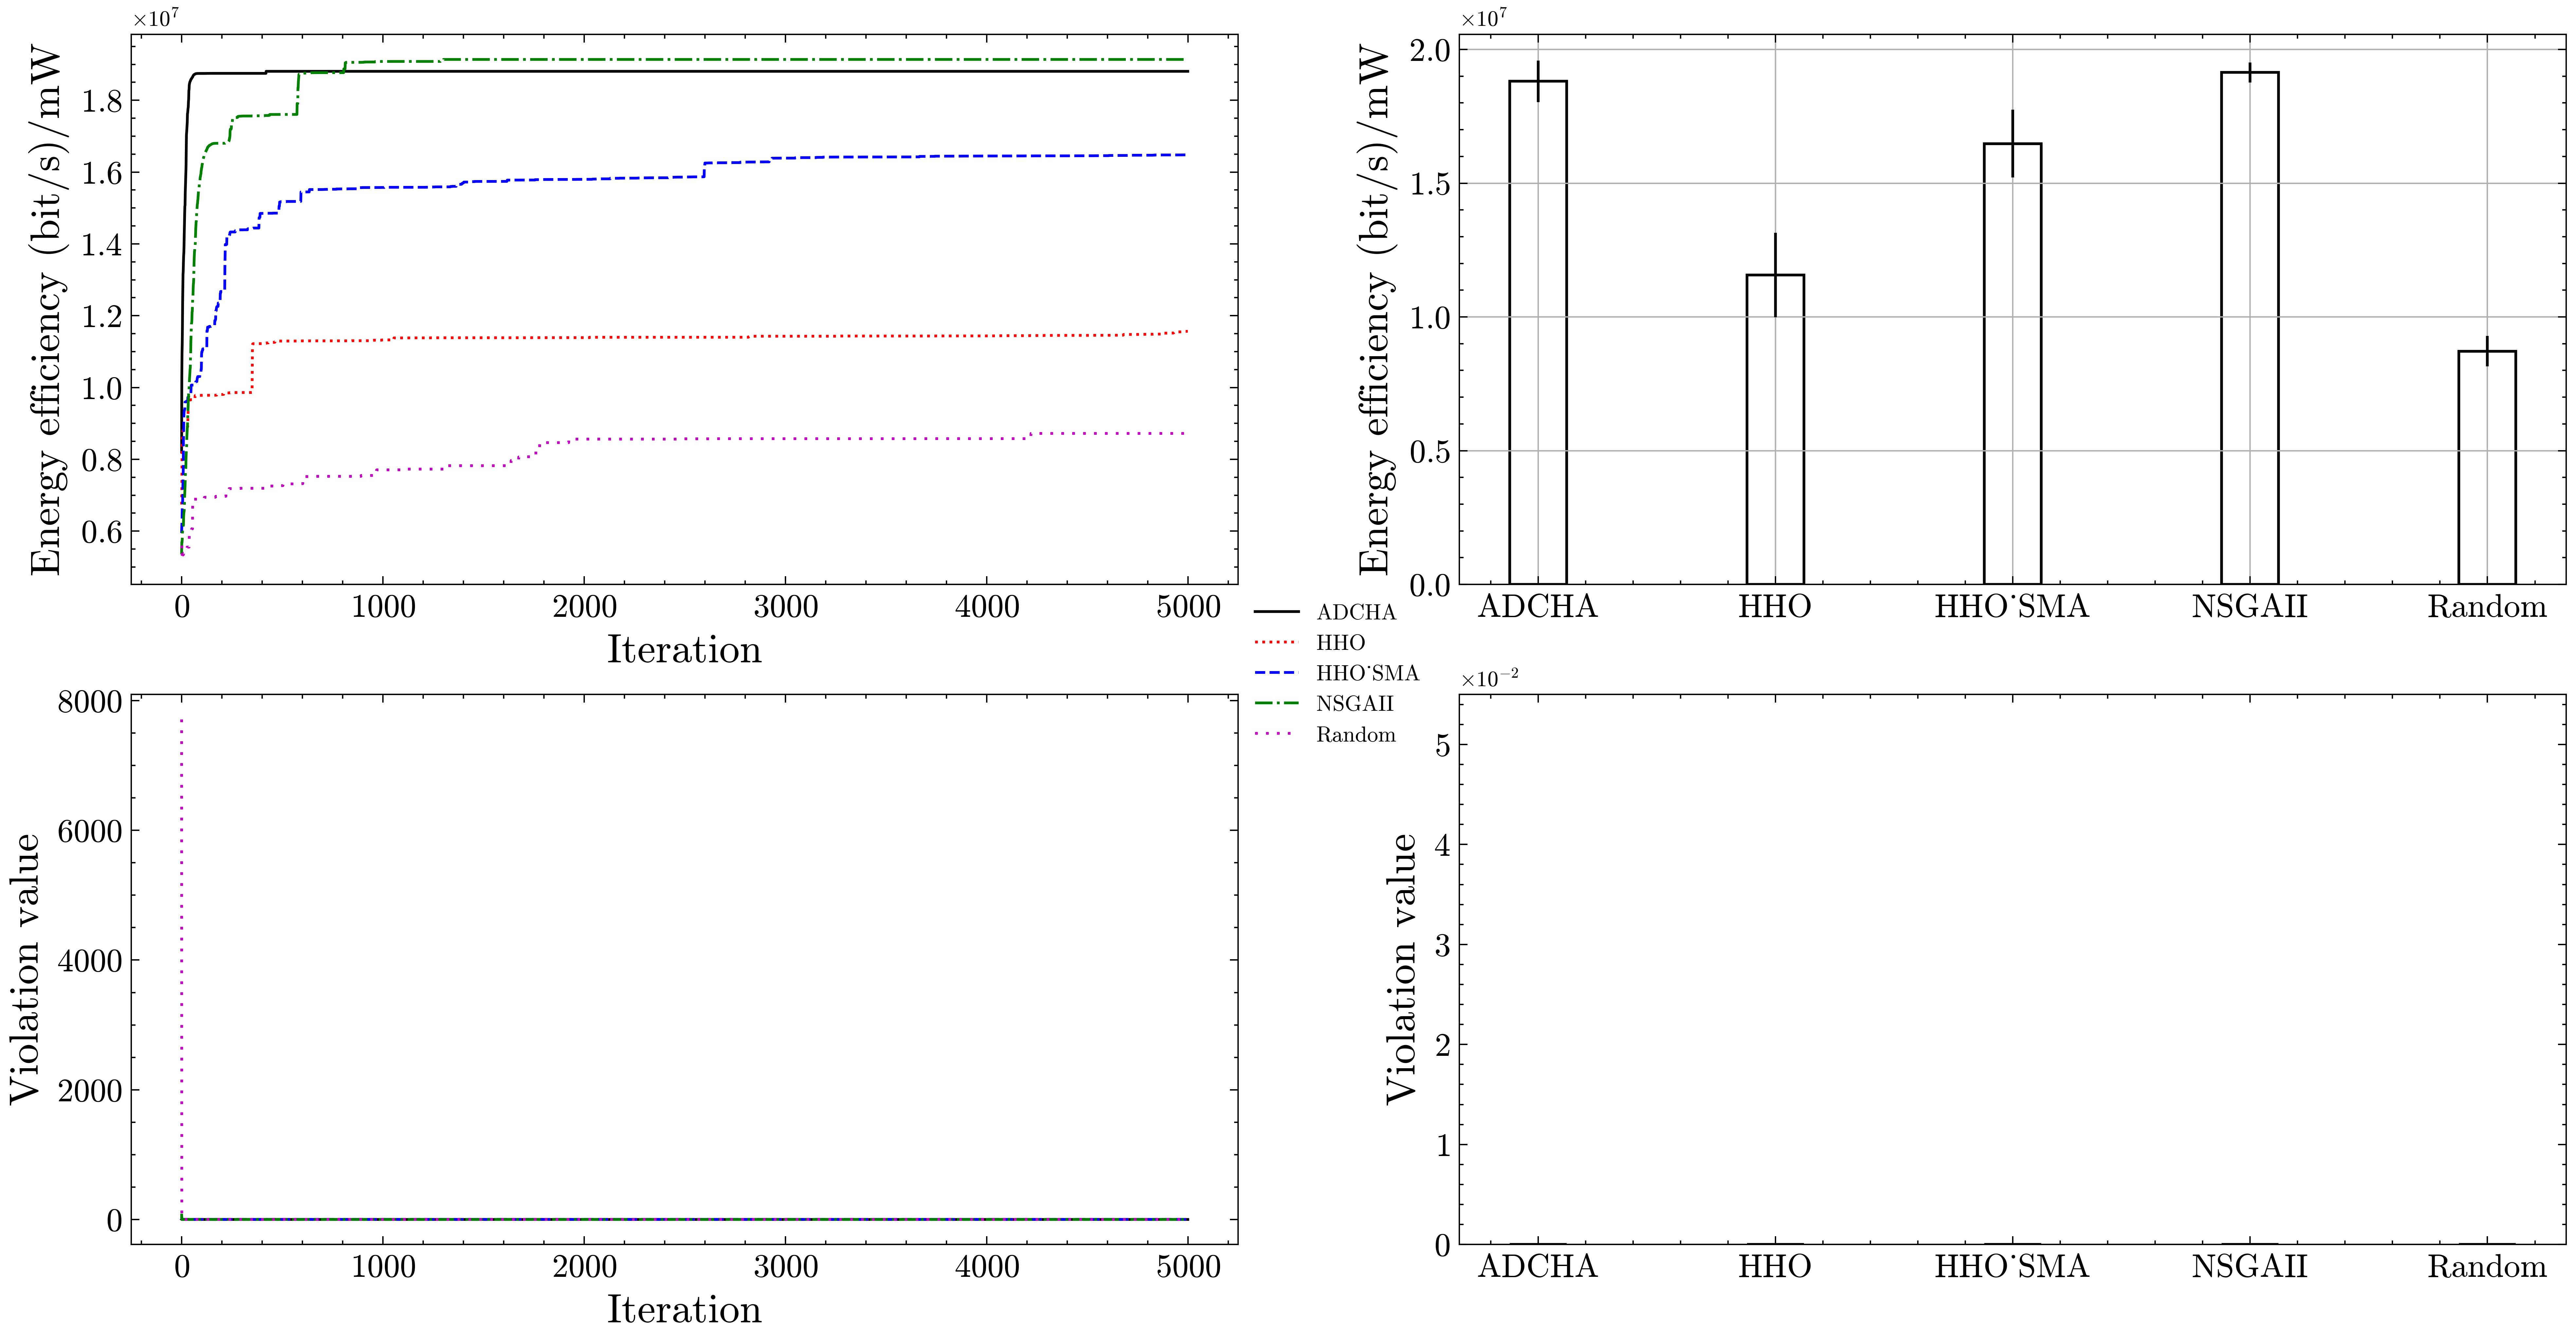 ×10⁷
Energy efficiency (bit/s)/mW
1.8
1.6
1.4
1.2
1.0
0.8
0.6
0 1000 2000 3000 4000 5000
Iteration
×10⁷
Energy efficiency (bit/s)/mW
2.0
1.5
1.0
0.5
0.0
ADCHA HHO HHO˙SMA NSGAII Random
ADCHA
HHO
HHO˙SMA
NSGAII
Random
Violation value
8000
6000
4000
2000
0
0 1000 2000 3000 4000 5000
Iteration
×10⁻²
Violation value
5
4
3
2
1
0
ADCHA HHO HHO˙SMA NSGAII Random